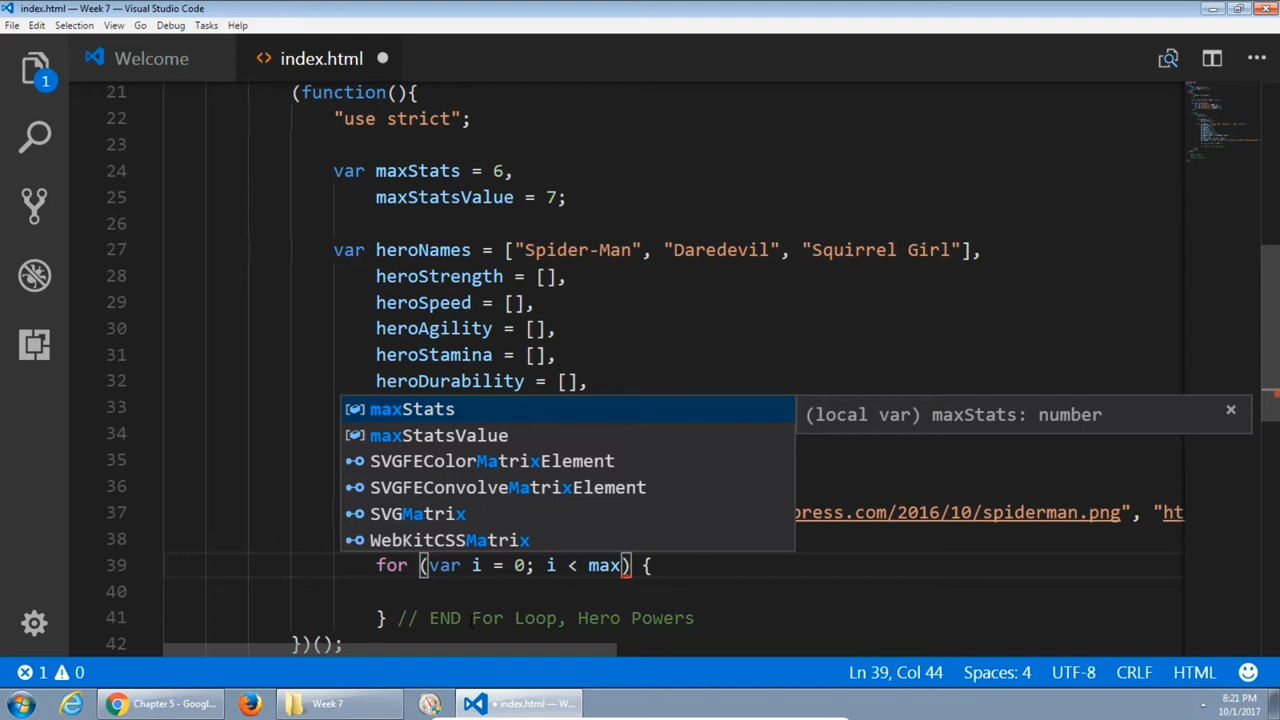 index.html — Week 7 — Visual Studio Code
File Edit Selection View Go Debug Tasks Help
1 Welcome <> index.html
21 (function(){
22 "use strict";
23
24 var maxStats = 6,
25 maxStatsValue = 7;
26
27 var heroNames = ["Spider-Man", "Daredevil", "Squirrel Girl"],
28 heroStrength = [],
29 heroSpeed = [],
30 heroAgility = [],
31 heroStamina = [],
32 heroDurability = [],
33 maxStats (local var) maxStats: number
34 maxStatsValue
35 SVGFEColorMatrixElement
36 SVGFEConvolveMatrixElement
37 SVGMatrix press.com/2016/10/spiderman.png", "ht
38 WebKitCSSMatrix
39 for (var i = 0; i < max) {
40
41 } // END For Loop, Hero Powers
42 })();
1 0 Ln 39, Col 44 Spaces: 4 UTF-8 CRLF HTML
Chapter 5 - Googl... Week 7 • index.html — W... 8:21 PM
10/1/2017